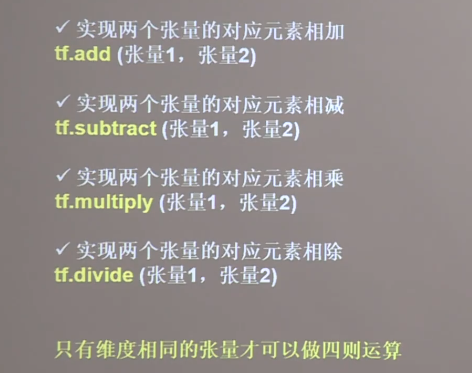 ✓ 实现两个张量的对应元素相加
tf.add (张量1，张量2)
✓ 实现两个张量的对应元素相减
tf.subtract (张量1，张量2)
✓ 实现两个张量的对应元素相乘
tf.multiply (张量1，张量2)
✓ 实现两个张量的对应元素相除
tf.divide (张量1，张量2)
只有维度相同的张量才可以做四则运算